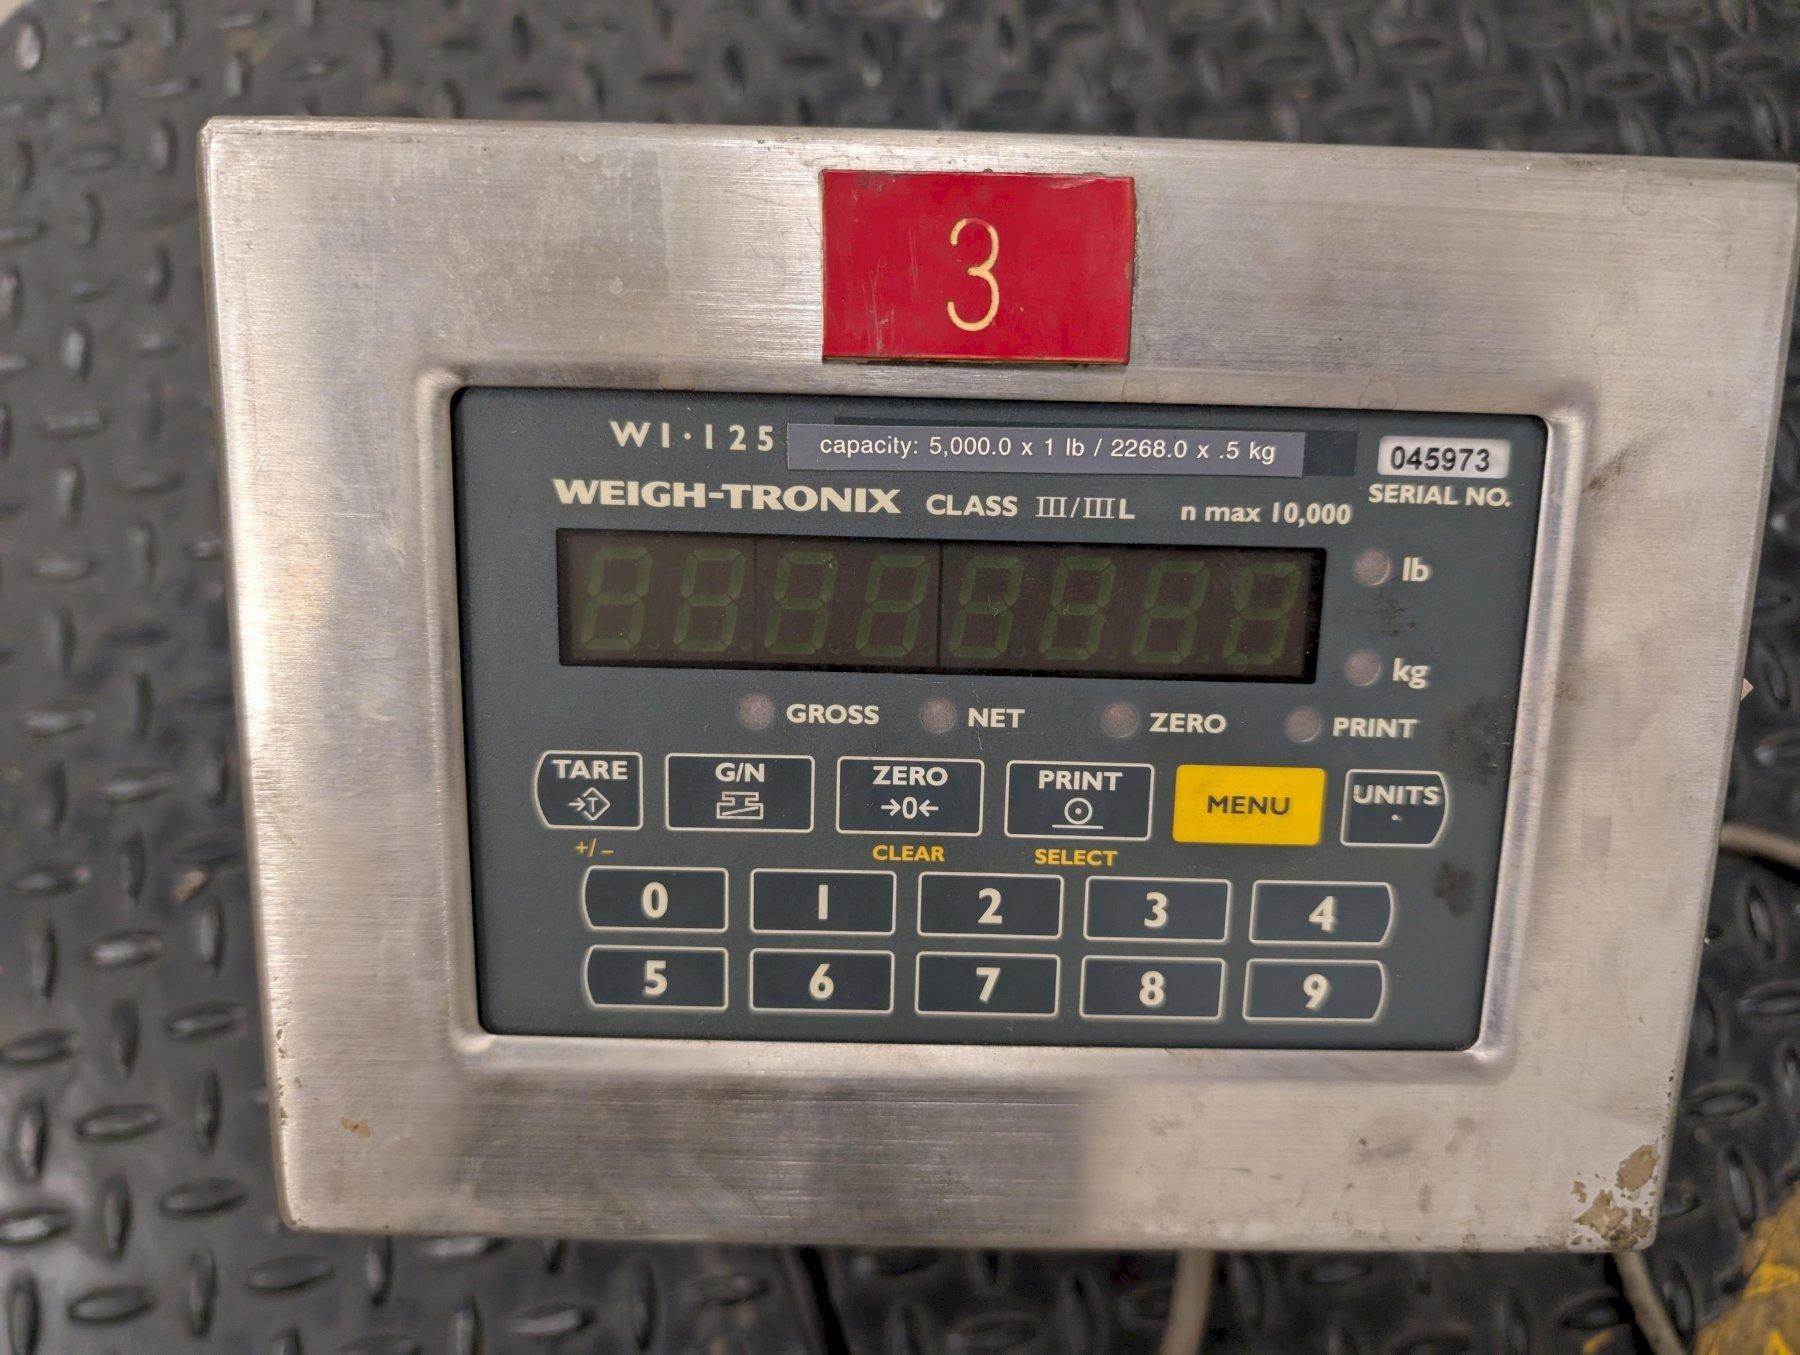 3
WI·125 capacity: 5,000.0 x 1 lb / 2268.0 x .5 kg 045973
WEIGH-TRONIX CLASS III/IIIL n max 10,000 SERIAL NO.
lb
kg
GROSS NET ZERO PRINT
TARE G/N ZERO PRINT MENU UNITS
→T← →0←
+/– CLEAR SELECT
0 1 2 3 4
5 6 7 8 9